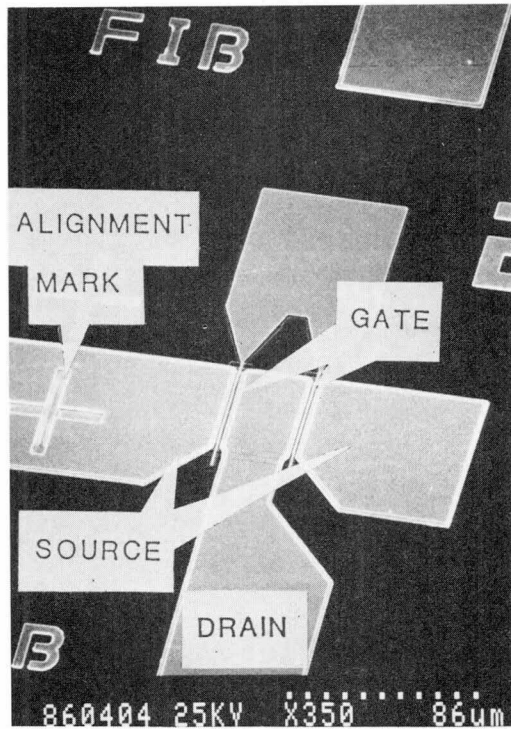 FIB
ALIGNMENT
MARK
GATE
SOURCE
DRAIN
B
860404 25KV X350 86um